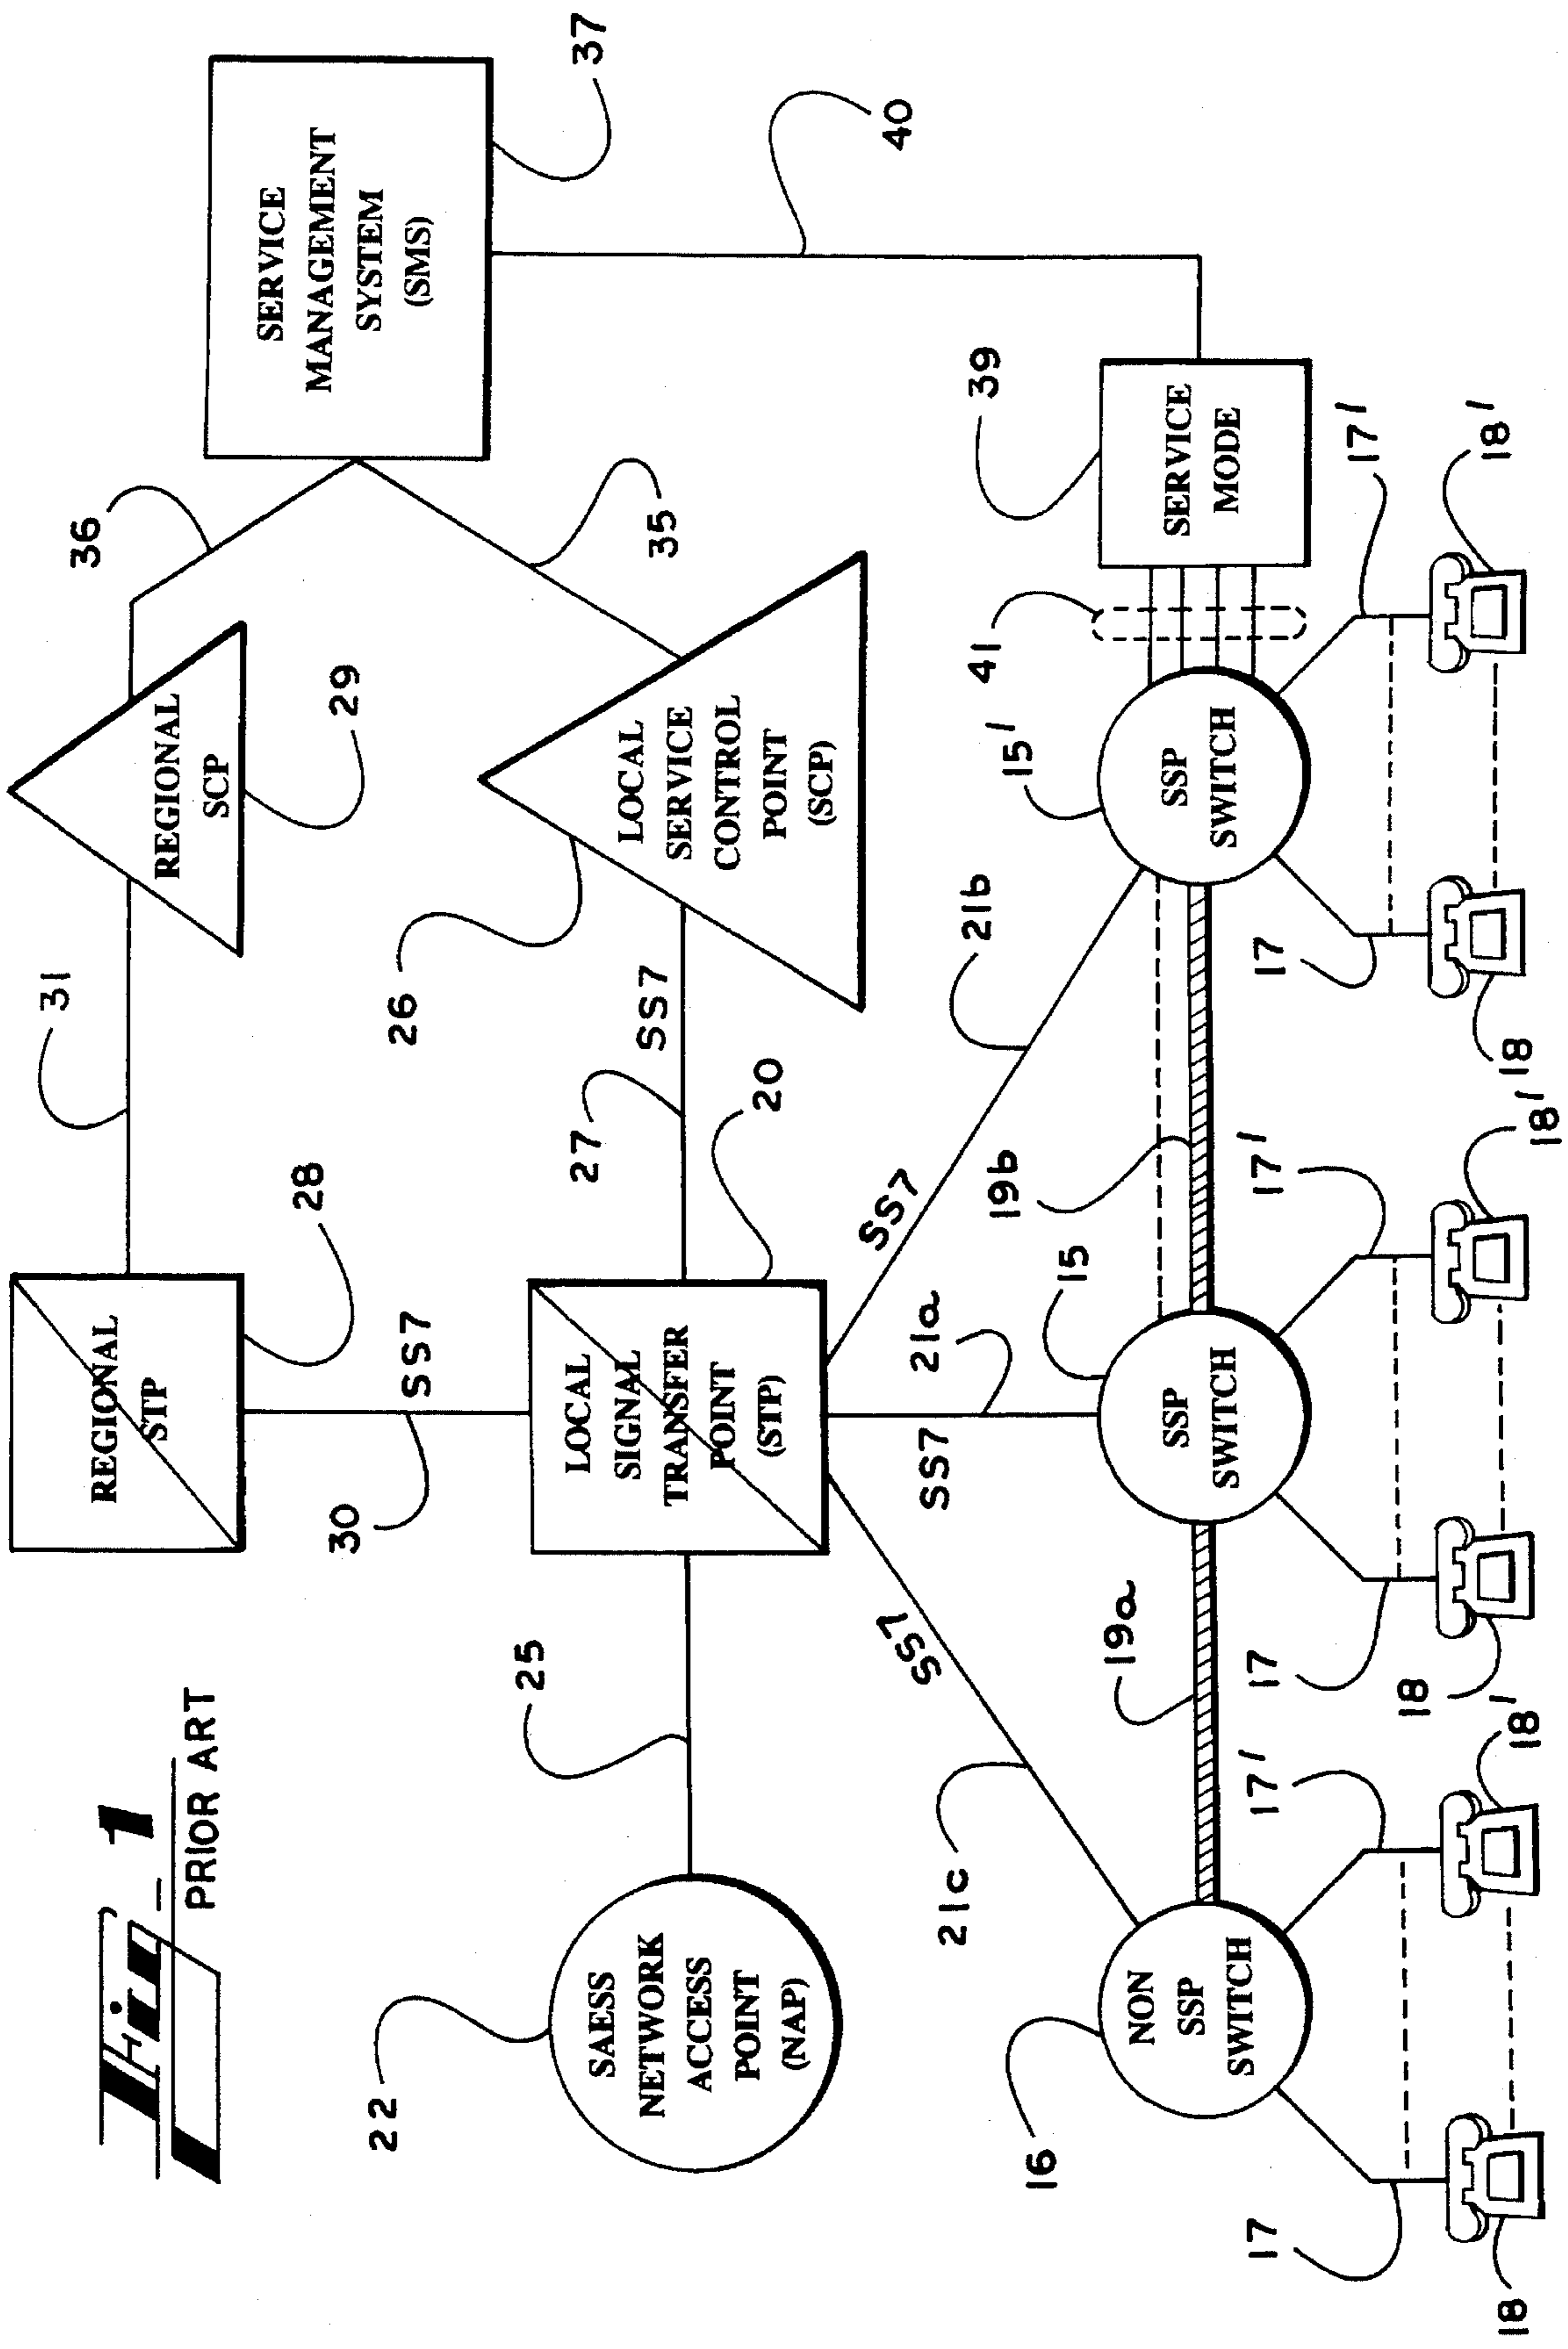 Fig_1
PRIOR ART
REGIONAL
STP
28
31
REGIONAL
SCP
29
36
SERVICE
MANAGEMENT
SYSTEM
(SMS)
37
30
SS7
22
SAESS
NETWORK
ACCESS
POINT
(NAP)
25
LOCAL
SIGNAL
TRANSFER
POINT
(STP)
20
27
SS7
26
LOCAL
SERVICE
CONTROL
POINT
(SCP)
35
40
21c
SS7
SS7
21a
SS7
21b
16
NON
SSP
SWITCH
19a
15
SSP
SWITCH
19b
15'
SSP
SWITCH
41
39
SERVICE
MODE
17
17'
17
17'
17
17'
18
18'
18
18'
18
18'